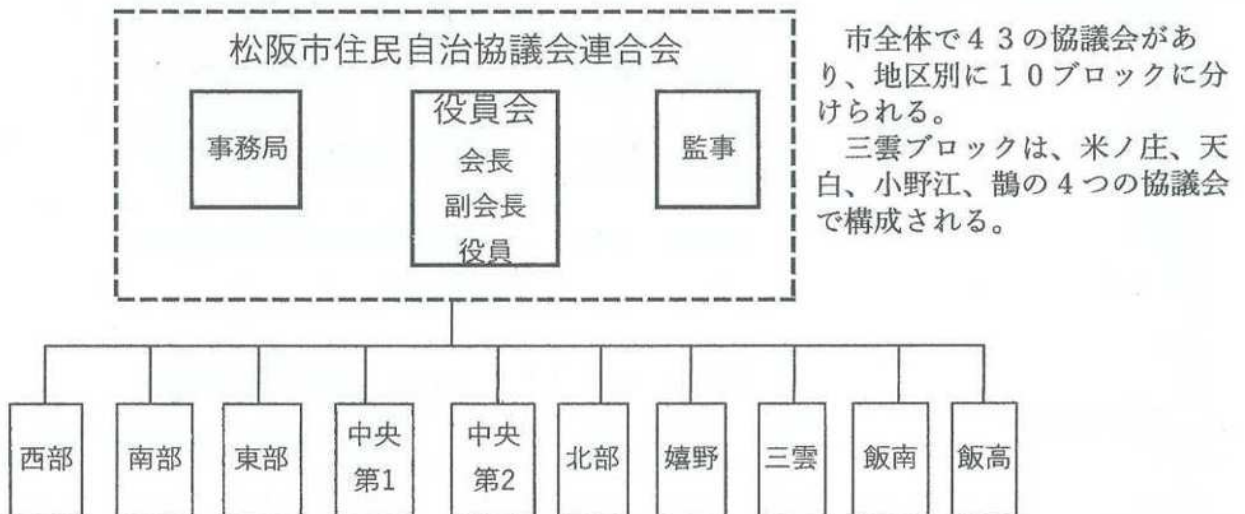 松阪市住民自治協議会連合会
事務局
役員会
会長
副会長
役員
監事
市全体で４３の協議会があ
り、地区別に１０ブロックに分
けられる。
三雲ブロックは、米ノ庄、天
白、小野江、鵲の４つの協議会
で構成される。
西部
南部
東部
中央
第1
中央
第2
北部
嬉野
三雲
飯南
飯高